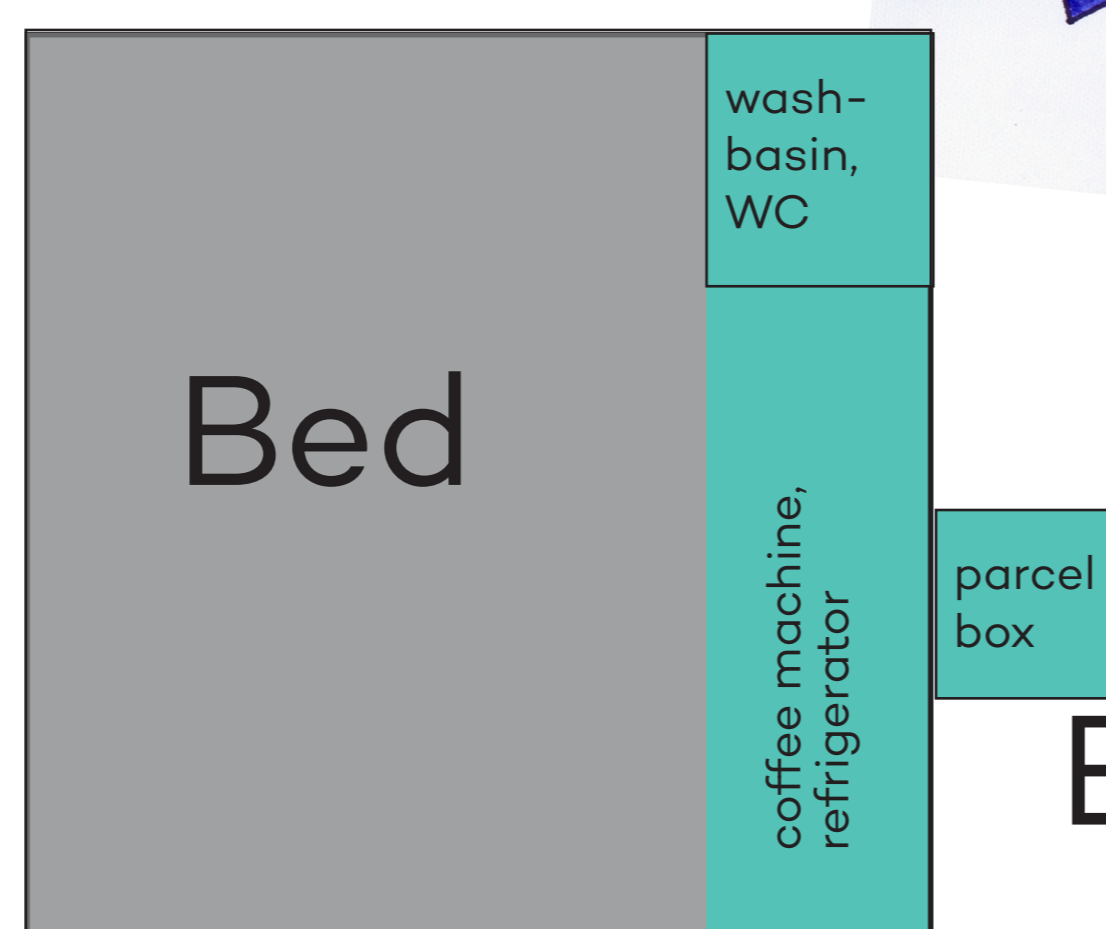 wash-
basin,
WC
Bed
coffee machine,
refrigerator
parcel
box